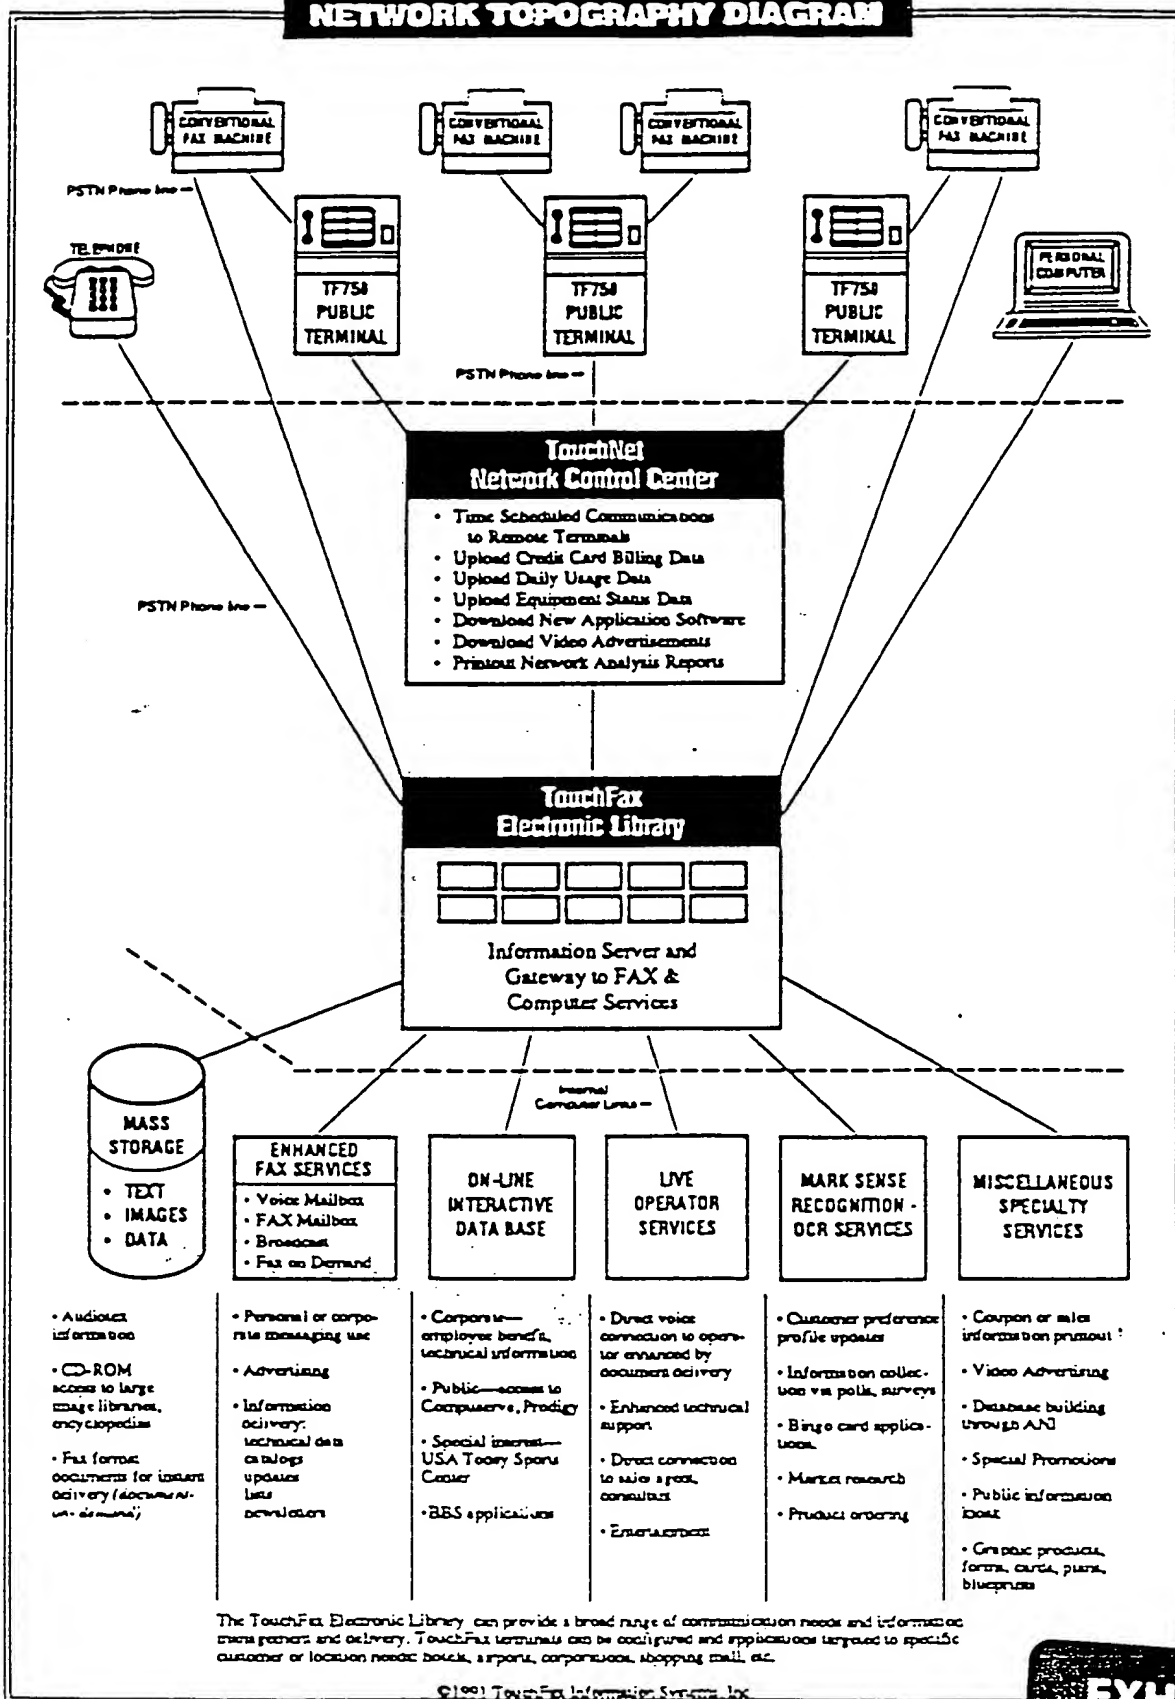 NETWORK TOPOGRAPHY DIAGRAM
CONVENTIONAL
FAX MACHINE
CONVENTIONAL
FAX MACHINE
CONVENTIONAL
FAX MACHINE
CONVENTIONAL
FAX MACHINE
PSTN Phone line
TELEPHONE
TF750
PUBLIC
TERMINAL
TF750
PUBLIC
TERMINAL
TF750
PUBLIC
TERMINAL
PERSONAL
COMPUTER
PSTN Phone line
TouchNet
Network Control Center
• Time Scheduled Communications
to Remote Terminals
• Upload Credit Card Billing Data
• Upload Daily Usage Data
• Upload Equipment Status Data
• Download New Application Software
• Download Video Advertisements
• Printout Network Analysis Reports
PSTN Phone line
TouchFax
Electronic Library
Information Server and
Gateway to FAX &
Computer Services
Internal
Computer Links
MASS
STORAGE
• TEXT
• IMAGES
• DATA
ENHANCED
FAX SERVICES
• Voice Mailbox
• FAX Mailbox
• Broadcast
• Fax on Demand
ON-LINE
INTERACTIVE
DATA BASE
LIVE
OPERATOR
SERVICES
MARK SENSE
RECOGNITION -
OCR SERVICES
MISCELLANEOUS
SPECIALTY
SERVICES
• Audiotex
information
• CD-ROM
access to large
image libraries,
encyclopedias
• Fax format
documents for instant
delivery (document-
on-demand)
• Personal or corpo-
rate messaging use
• Advertising
• Information
delivery:
technical data
catalogs
updates
lists
newsletters
• Corporate—
employee benefit,
technical information
• Public—access to
Compuserve, Prodigy
• Special interest—
USA Today Sports
Center
• BBS applications
• Direct voice
connection to opera-
tor enhanced by
document delivery
• Enhanced technical
support
• Direct connection
to sales agent,
consultant
• Entertainment
• Customer preference
profile updates
• Information collec-
tion via polls, surveys
• Bingo card applica-
tions
• Market research
• Product ordering
• Coupon or sales
information printout
• Video Advertising
• Database building
through ANI
• Special Promotions
• Public information
kiosk
• Graphic products,
forms, cards, plans,
blueprints
The TouchFax Electronic Library can provide a broad range of communication needs and information
management and delivery. TouchFax terminals can be configured and applications targeted to specific
customer or location needs: hotels, airports, corporations, shopping mall, etc.
©1991 TouchFax Information Systems, Inc.